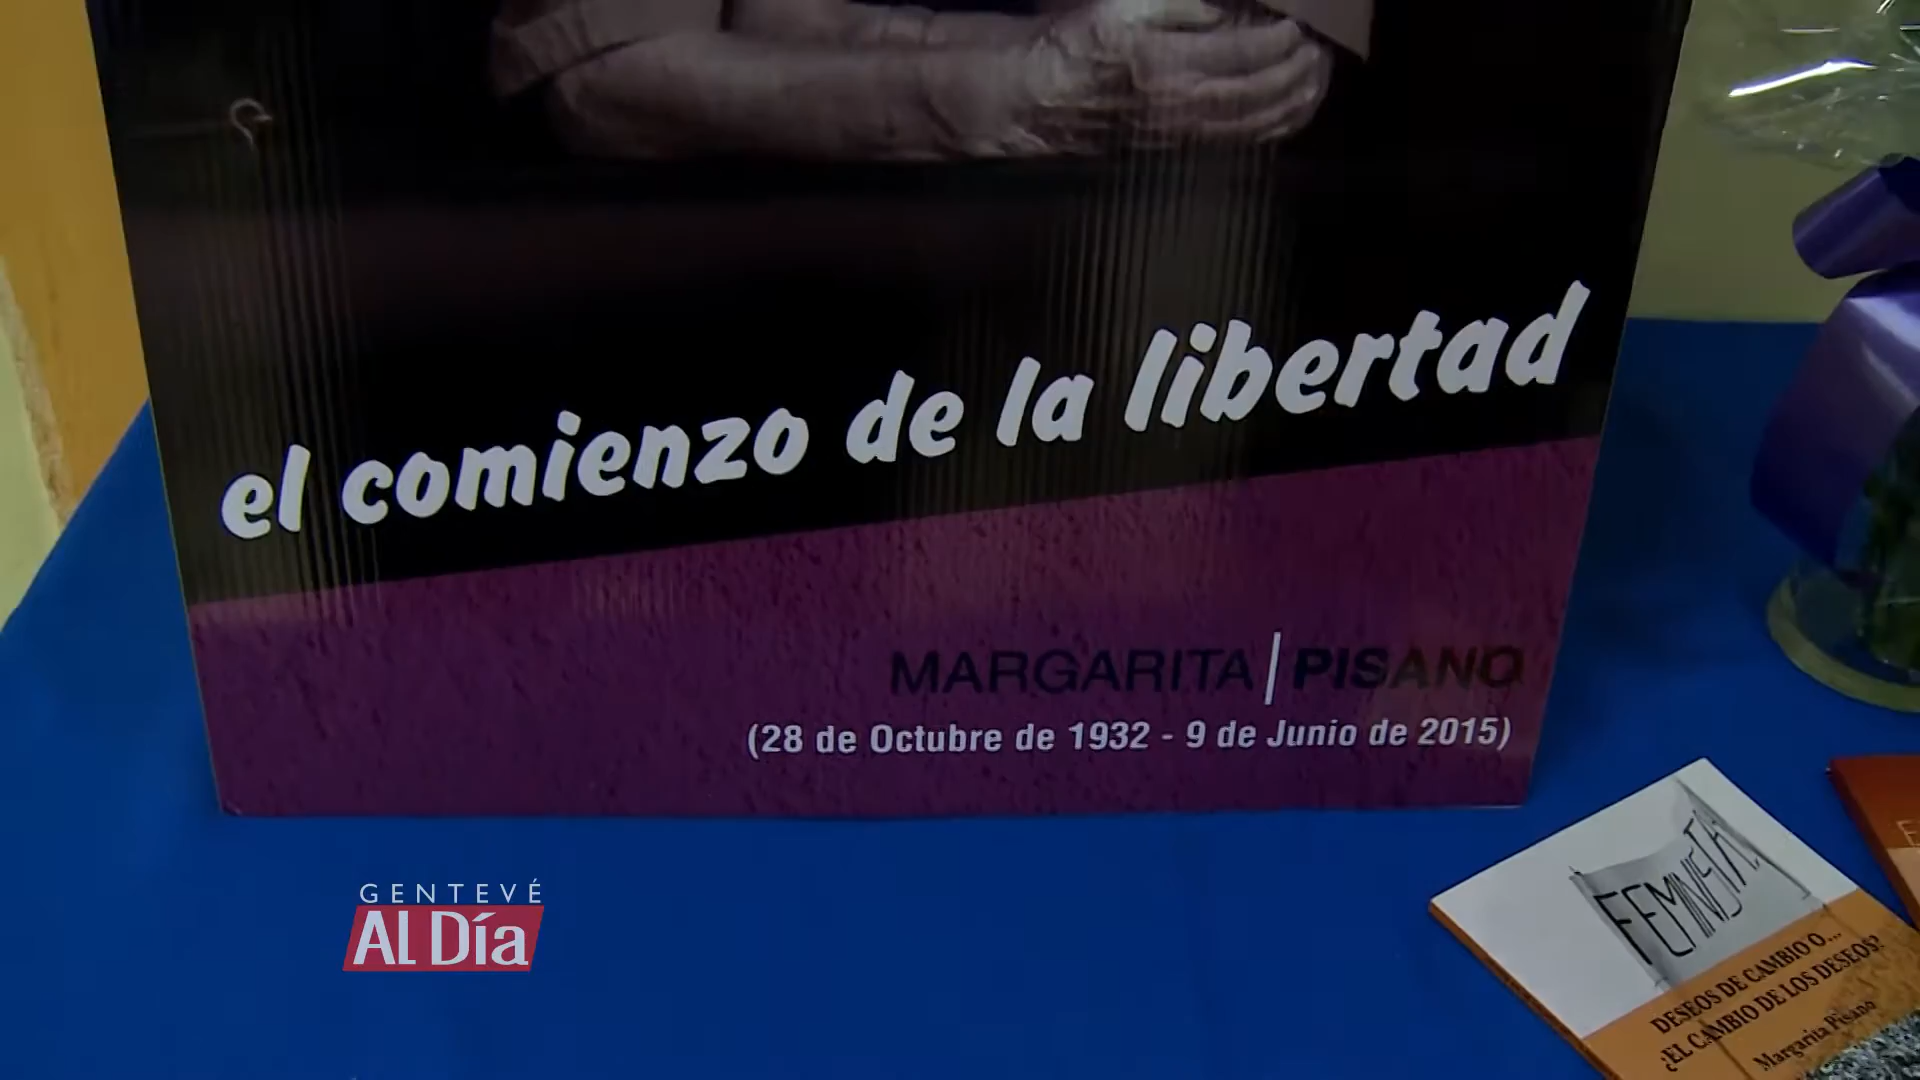 el comienzo de la libertad
MARGARITA | PISANO
(28 de Octubre de 1932 - 9 de Junio de 2015)
GENTEVÉ
AL Día
FEMINISTA
DESEOS DE CAMBIO O...
¿EL CAMBIO DE LOS DESEOS?
Margarita Pisano